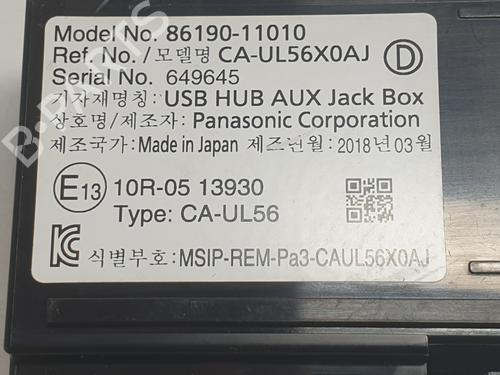 Model No. 86190-11010
Ref. No./모델명 CA-UL56X0AJ D
Serial No. 649645
기자재명칭: USB HUB AUX Jack Box
상호명/제조자: Panasonic Corporation
제조국가: Made in Japan 제조년월: 2018년 03월
E13 10R-05 13930
Type: CA-UL56
식별부호: MSIP-REM-Pa3-CAUL56X0AJ